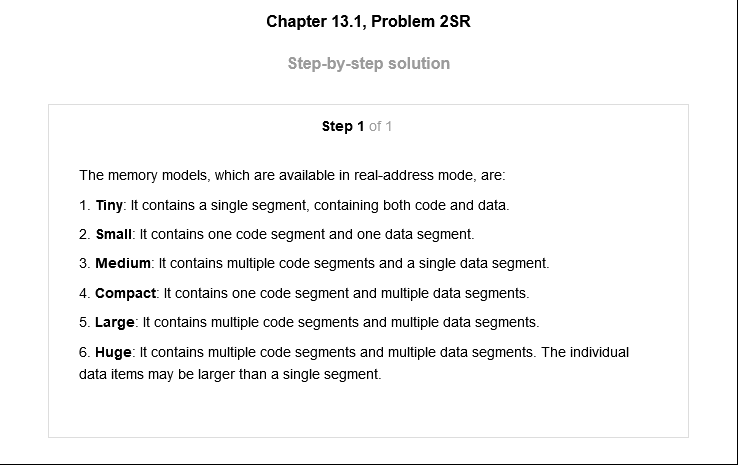 Chapter 13.1, Problem 2SR
Step-by-step solution
Step 1 of 1
The memory models, which are available in real-address mode, are:
1. Tiny: It contains a single segment, containing both code and data.
2. Small: It contains one code segment and one data segment.
3. Medium: It contains multiple code segments and a single data segment.
4. Compact: It contains one code segment and multiple data segments.
5. Large: It contains multiple code segments and multiple data segments.
6. Huge: It contains multiple code segments and multiple data segments. The individual
data items may be larger than a single segment.